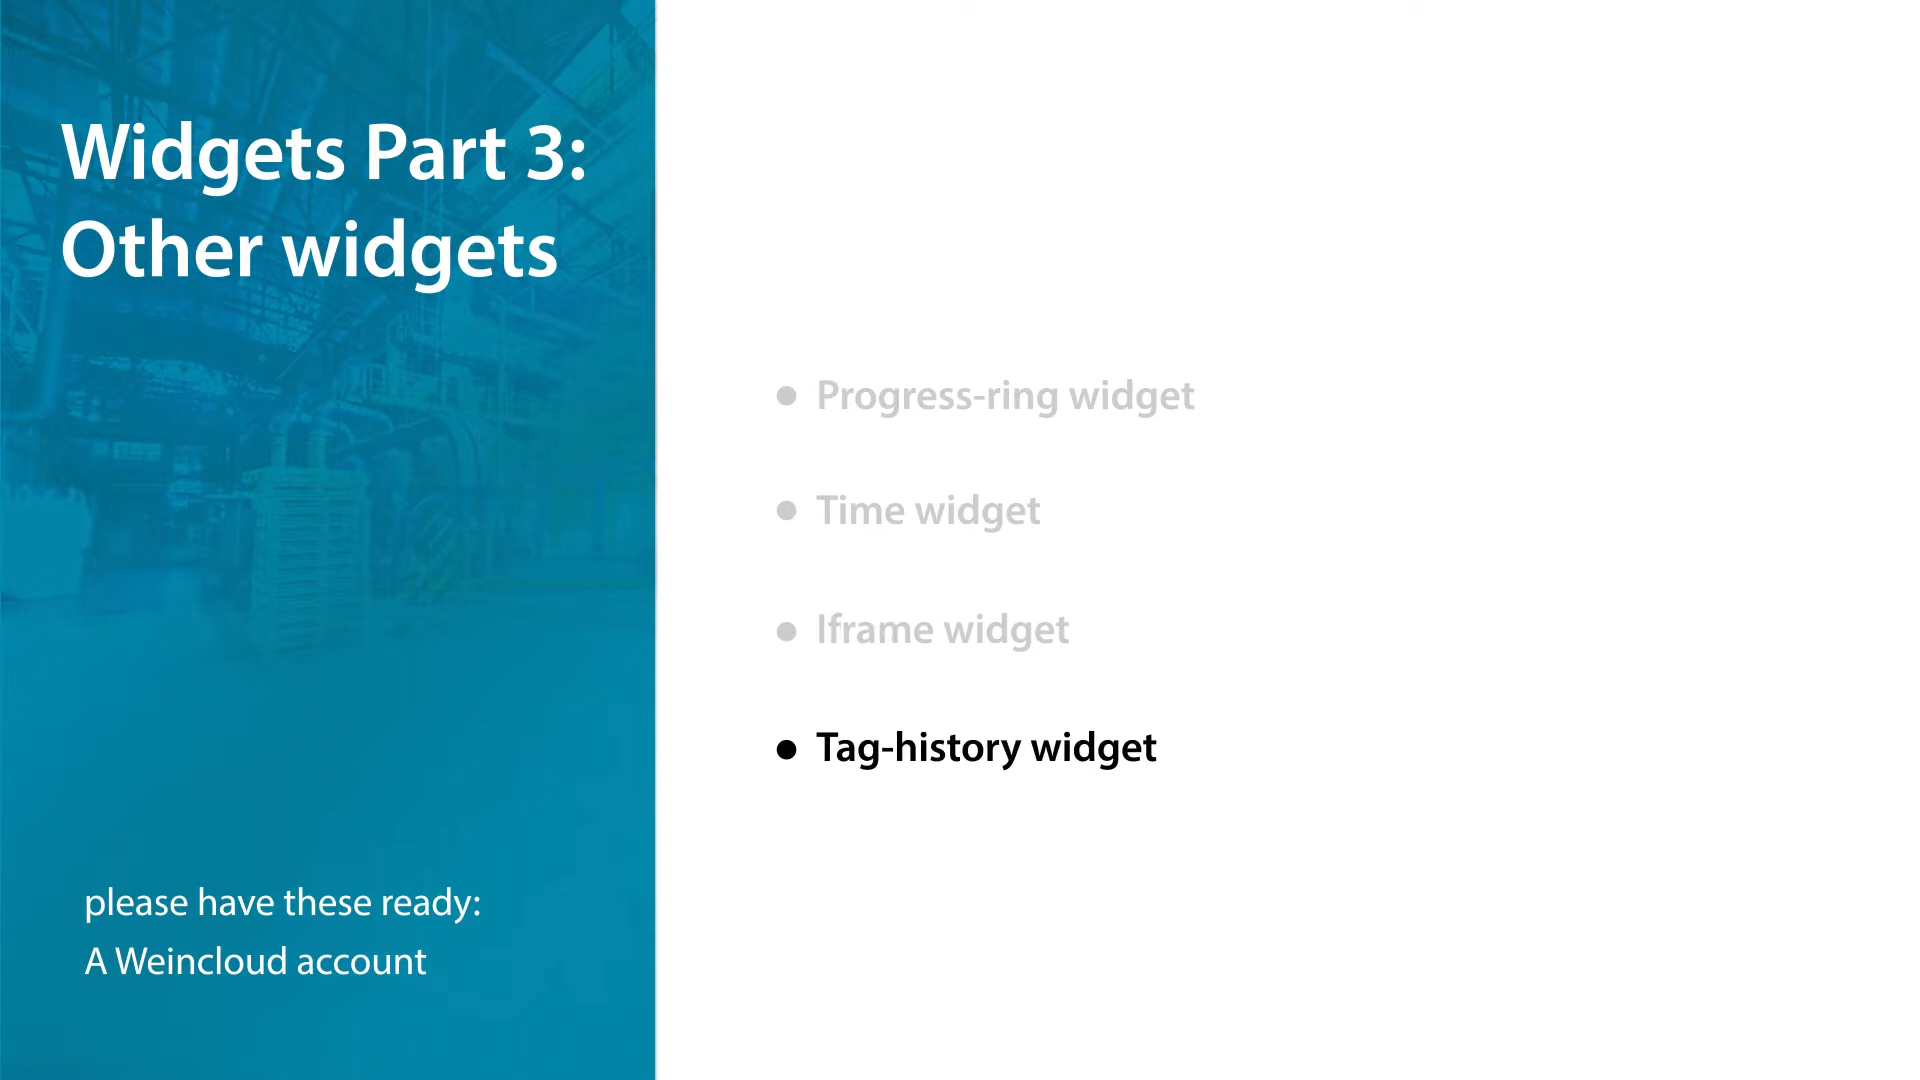 Widgets Part 3:
Other widgets
● Progress-ring widget
● Time widget
● Iframe widget
● Tag-history widget
please have these ready:
A Weincloud account